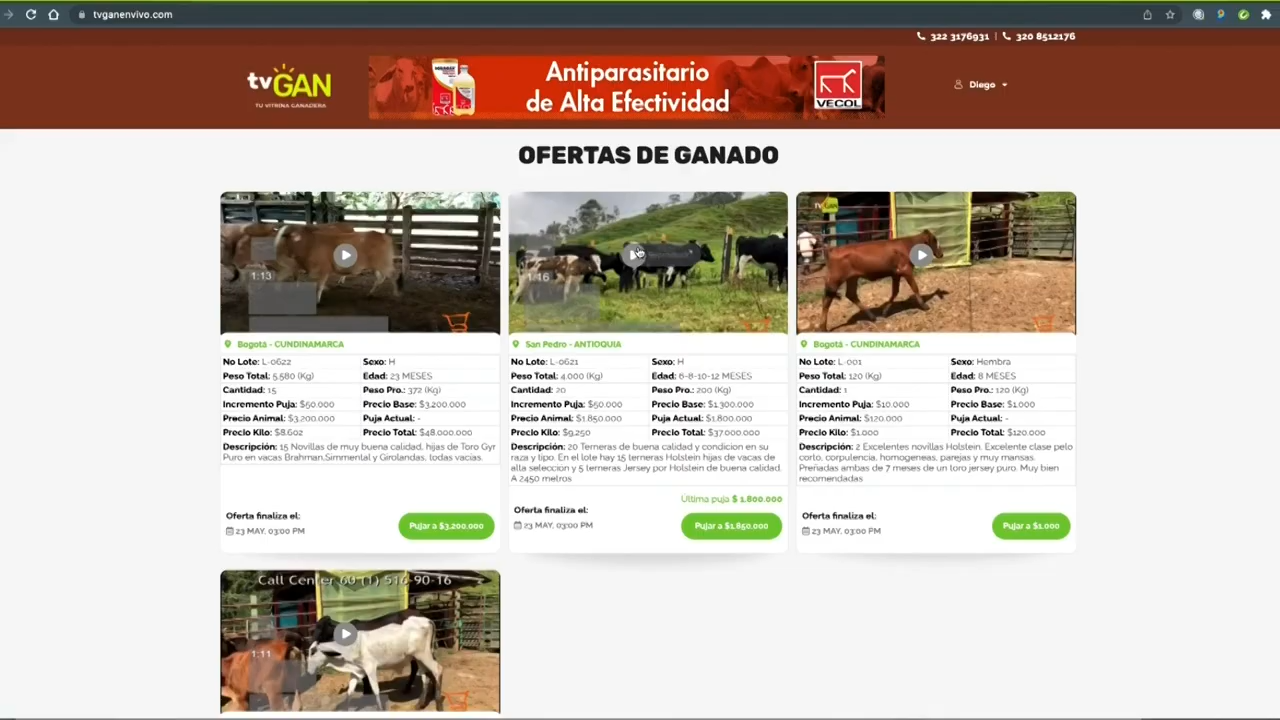 tvganenvivo.com
322 3176931 | 320 8512176
tvGAN
TU VITRINA GANADERA
Antiparasitario
de Alta Efectividad
VECOL
Diego
OFERTAS DE GANADO
1:13
Bogotá - CUNDINAMARCA
No Lote: L-0622 Sexo: H
Peso Total: 5.580 (Kg) Edad: 23 MESES
Cantidad: 15 Peso Pro.: 372 (Kg)
Incremento Puja: $50.000 Precio Base: $3.200.000
Precio Animal: $3.200.000 Puja Actual: -
Precio Kilo: $8.602 Precio Total: $48.000.000
Descripción: 15 Novillas de muy buena calidad, hijas de Toro Gyr
Puro en vacas Brahman,Simmental y Girolandas, todas vacias.
Oferta finaliza el:
23 MAY, 03:00 PM
Pujar a $3,200.000
1:16
San Pedro - ANTIOQUIA
No Lote: L-0621 Sexo: H
Peso Total: 4.000 (Kg) Edad: 6-8-10-12 MESES
Cantidad: 20 Peso Pro.: 200 (Kg)
Incremento Puja: $50.000 Precio Base: $1.300.000
Precio Animal: $1.850.000 Puja Actual: $1.800.000
Precio Kilo: $9.250 Precio Total: $37.000.000
Descripción: 20 Terneras de buena calidad y condicion en su
raza y tipo. En el lote hay 15 terneras Holstein hijas de vacas de
alta selección y 5 terneras Jersey por Holstein de buena calidad.
A 2450 metros
Última puja $ 1.800.000
Oferta finaliza el:
23 MAY, 03:00 PM
Pujar a $1,850.000
tvGAN
Bogotá - CUNDINAMARCA
No Lote: L-001 Sexo: Hembra
Peso Total: 120 (Kg) Edad: 8 MESES
Cantidad: 1 Peso Pro.: 120 (Kg)
Incremento Puja: $10.000 Precio Base: $1.000
Precio Animal: $120.000 Puja Actual: -
Precio Kilo: $1.000 Precio Total: $120.000
Descripción: 2 Excelentes novillas Holstein. Excelente clase pelo
corto, corpulencia, homogeneas, parejas y muy mansas.
Preñadas ambas de 7 meses de un toro jersey puro. Muy bien
recomendadas
Oferta finaliza el:
23 MAY, 03:00 PM
Pujar a $1.000
Call Center 60 (1) 516-90-16
1:11